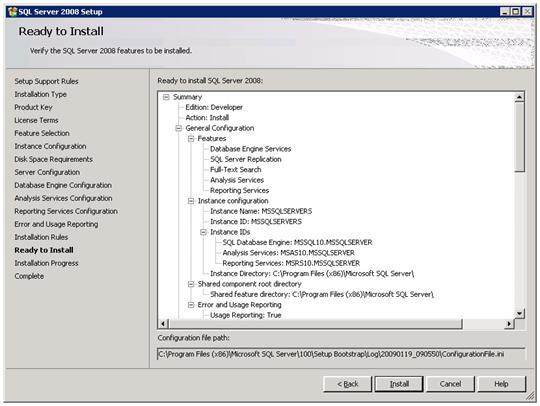 SQL Server 2008 Setup
Ready to Install
Verify the SQL Server 2008 features to be installed.
Setup Support Rules
Installation Type
Product Key
License Terms
Feature Selection
Instance Configuration
Disk Space Requirements
Server Configuration
Database Engine Configuration
Analysis Services Configuration
Reporting Services Configuration
Error and Usage Reporting
Installation Rules
Ready to Install
Installation Progress
Complete
Ready to install SQL Server 2008:
Summary
Edition: Developer
Action: Install
General Configuration
Features
Database Engine Services
SQL Server Replication
Full-Text Search
Analysis Services
Reporting Services
Instance configuration
Instance Name: MSSQLSERVERS
Instance ID: MSSQLSERVERS
Instance IDs
SQL Database Engine: MSSQL10.MSSQLSERVER
Analysis Services: MSAS10.MSSQLSERVER
Reporting Services: MSRS10.MSSQLSERVER
Instance Directory: C:\Program Files (x86)\Microsoft SQL Server\
Shared component root directory
Shared feature directory: C:\Program Files (x86)\Microsoft SQL Server\
Error and Usage Reporting
Usage Reporting: True
Configuration file path:
C:\Program Files (x86)\Microsoft SQL Server\100\Setup Bootstrap\Log\20090119_090550\ConfigurationFile.ini
< Back
Install
Cancel
Help